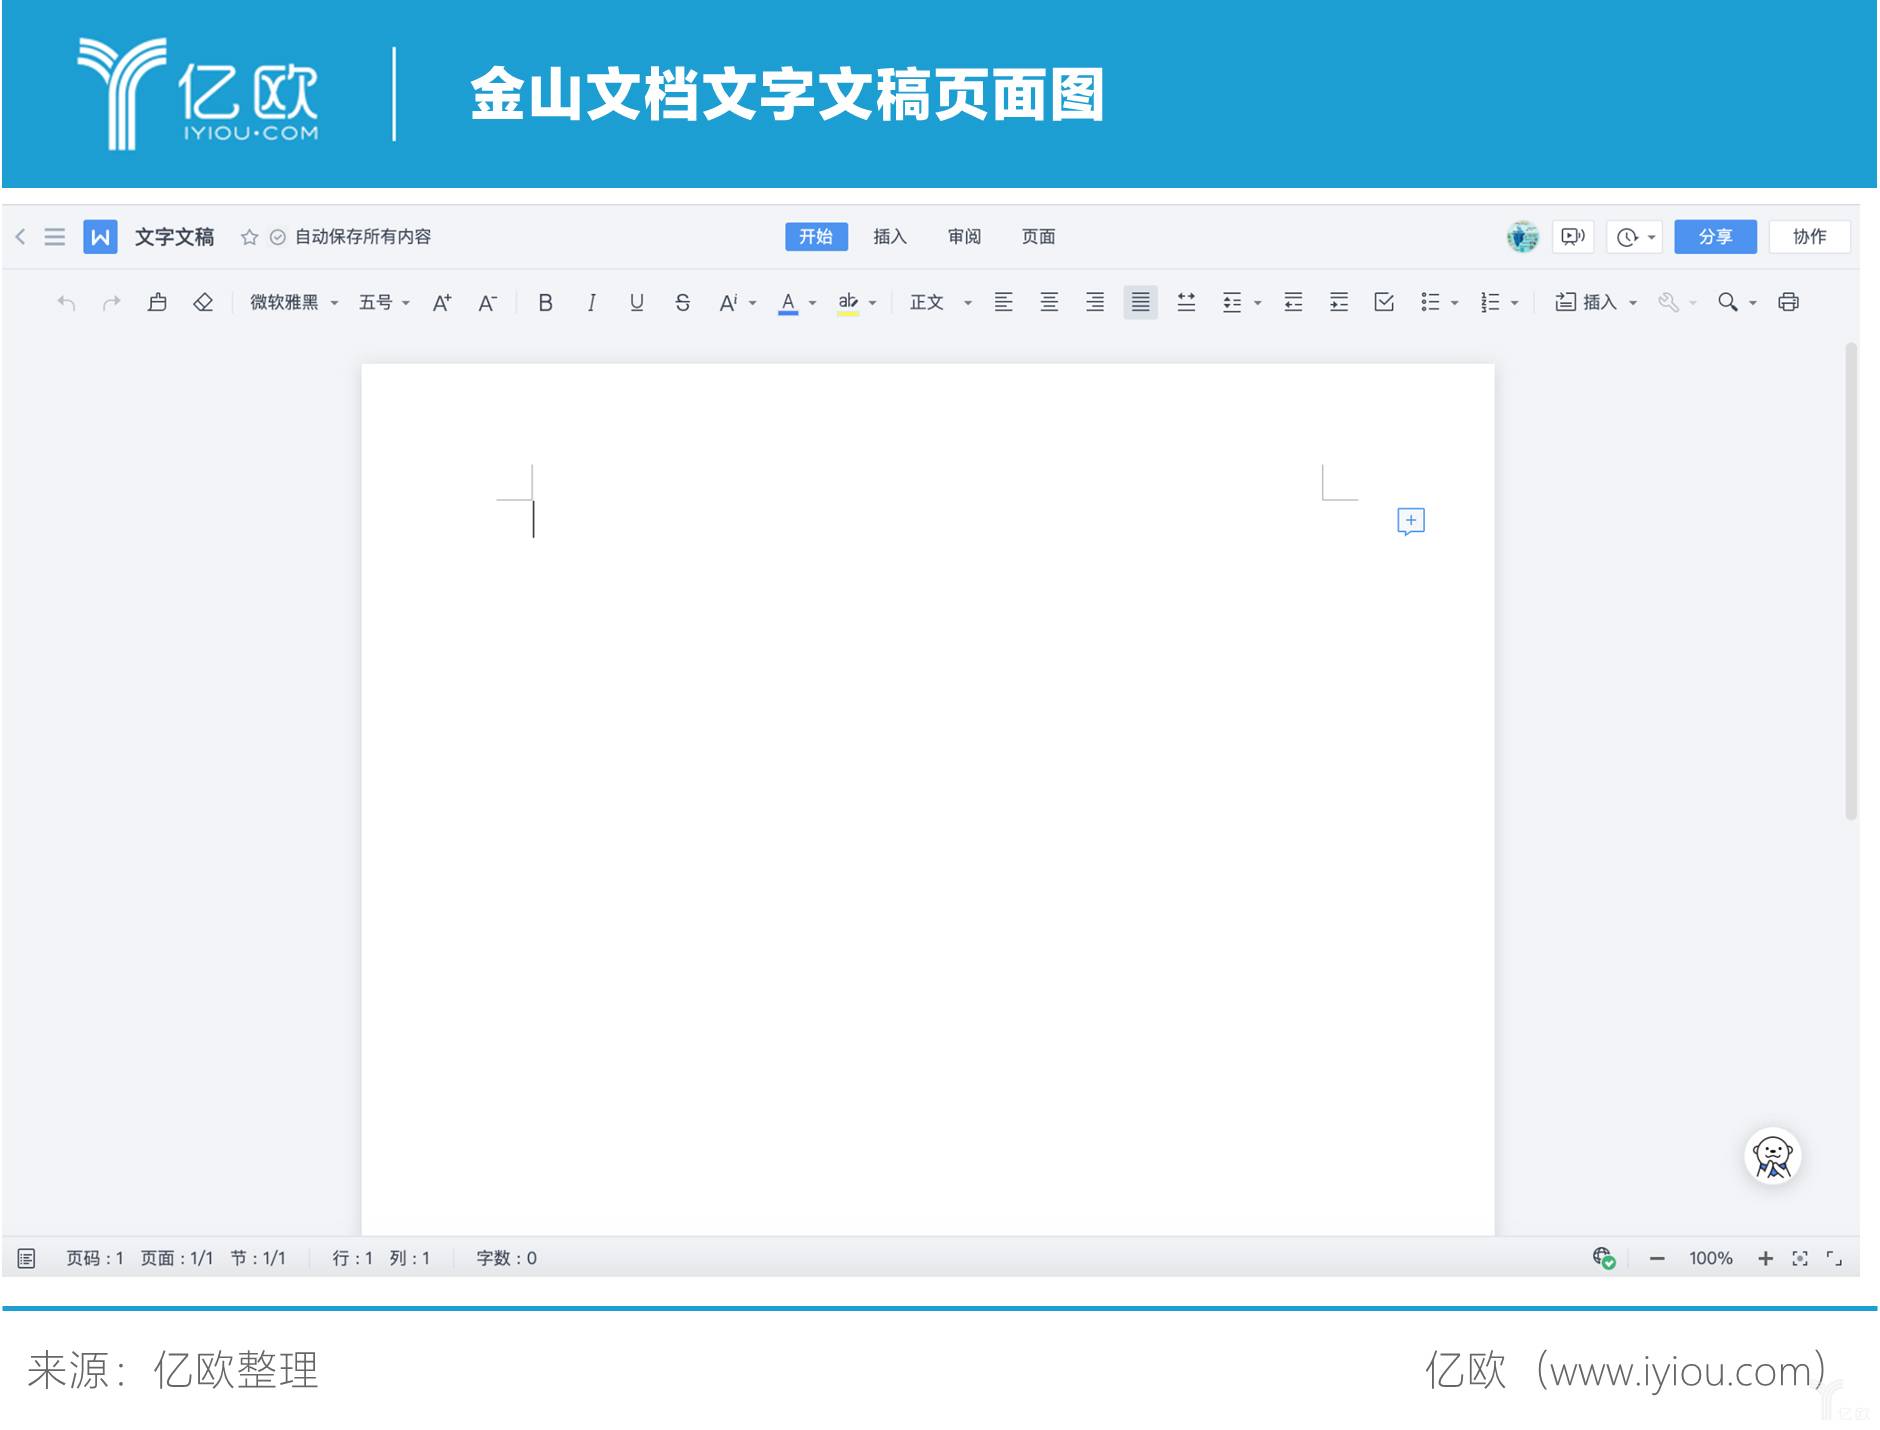 亿欧
IYIOU·COM
金山文档文字文稿页面图
文字文稿 自动保存所有内容 开始 插入 审阅 页面 分享 协作
微软雅黑 五号 A+ A- B I U S A A ab 正文 插入
页码：1 页面：1/1 节：1/1 行：1 列：1 字数：0 100%
来源：亿欧整理 亿欧（www.iyiou.com）
亿欧